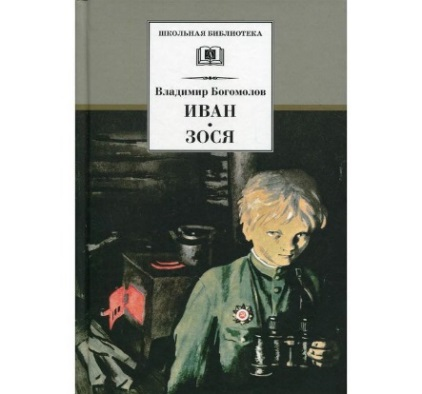 ШКОЛЬНАЯ БИБЛИОТЕКА
Владимир Богомолов
ИВАН
ЗОСЯ